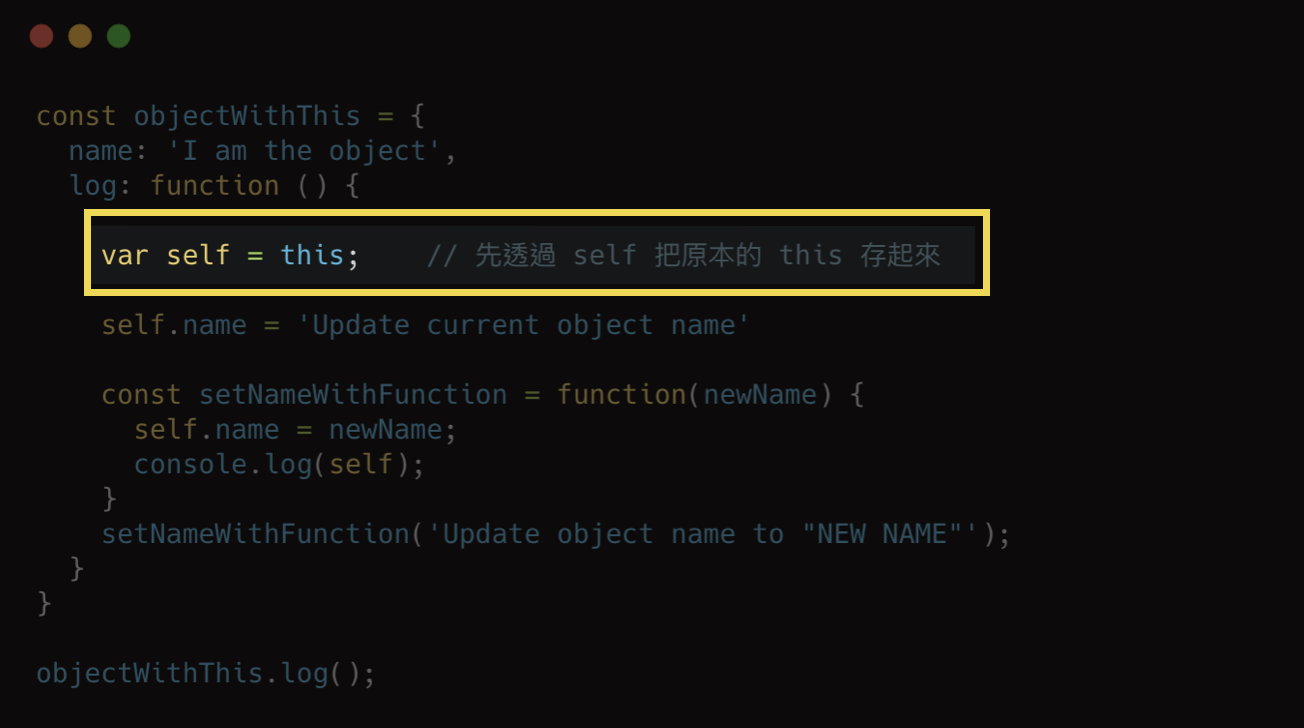 const objectWithThis = {
  name: 'I am the object',
  log: function () {
    var self = this;    // 先透過 self 把原本的 this 存起來
    self.name = 'Update current object name'
    const setNameWithFunction = function(newName) {
      self.name = newName;
      console.log(self);
    }
    setNameWithFunction('Update object name to "NEW NAME"');
  }
}
objectWithThis.log();